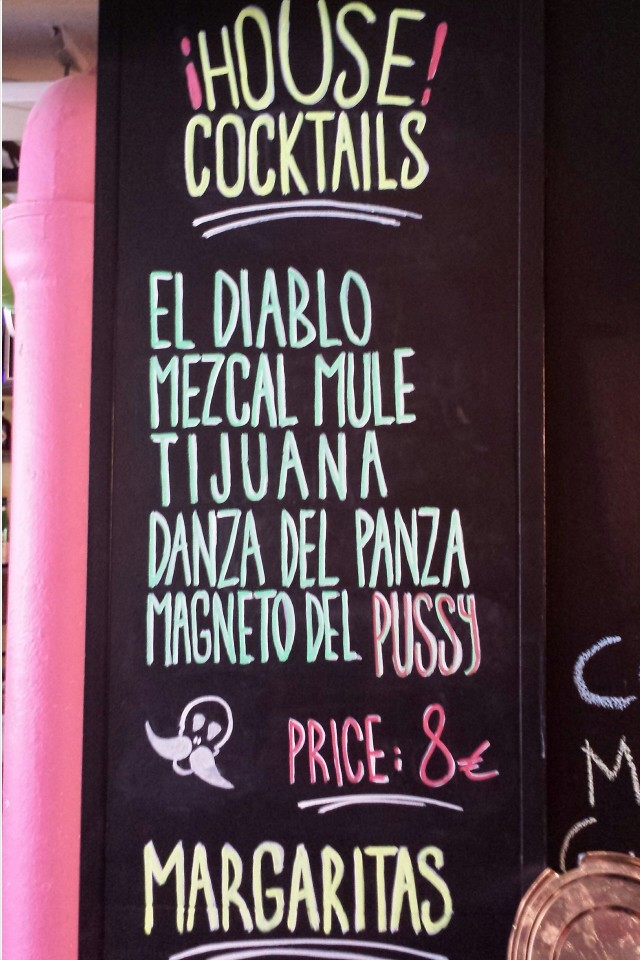 ¡HOUSE!
COCKTAILS
EL DIABLO
MEZCAL MULE
TIJUANA
DANZA DEL PANZA
MAGNETO DEL PUSSY
PRICE: 8€
MARGARITAS
C
M